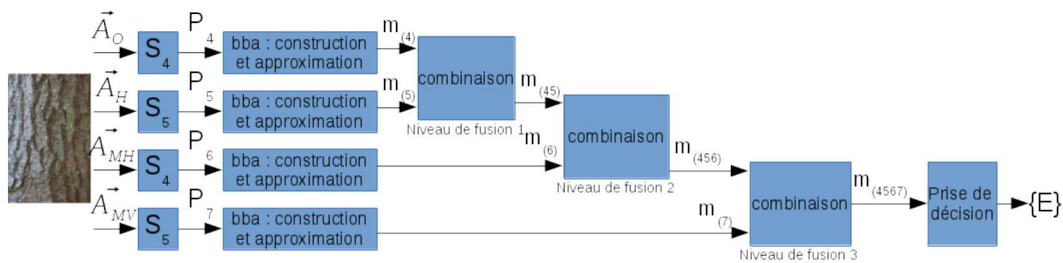 A_O S_4 P_4 bba : construction et approximation m_(4)
A_H S_5 P_5 bba : construction et approximation m_(5)
combinaison
Niveau de fusion 1
m_(45)
A_MH S_4 P_6 bba : construction et approximation m_(6)
combinaison
Niveau de fusion 2
m_(456)
A_MV S_5 P_7 bba : construction et approximation m_(7)
combinaison
Niveau de fusion 3
m_(4567)
Prise de décision
{E}